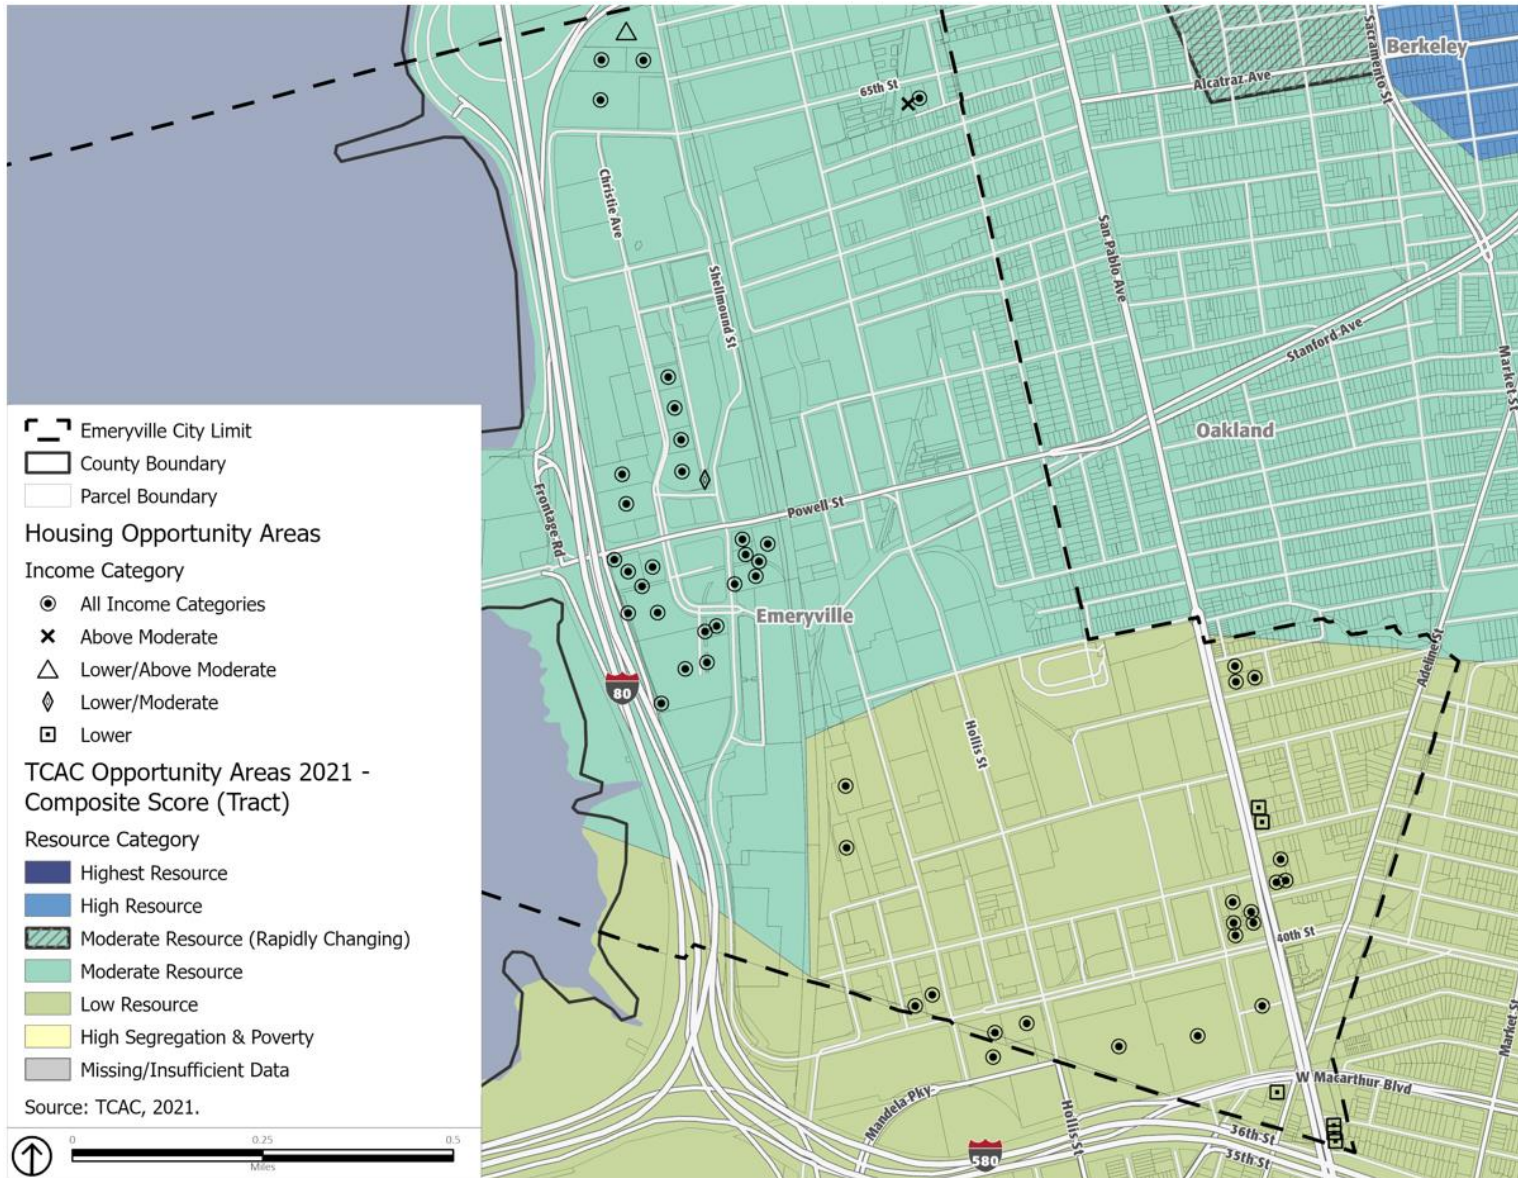 Sacramento St
Berkeley
Alcatraz Ave
65th St
Christie Ave
San Pablo Ave
Shellmound St
Stanford Ave
Market St
Oakland
Frontage Rd
Powell St
Emeryville
Adeline St
80
Hollis St
40th St
Market St
W Macarthur Blvd
Mandela Pky
Hollis St
36th St
35th St
580
Emeryville City Limit
County Boundary
Parcel Boundary
Housing Opportunity Areas
Income Category
All Income Categories
Above Moderate
Lower/Above Moderate
Lower/Moderate
Lower
TCAC Opportunity Areas 2021 -
Composite Score (Tract)
Resource Category
Highest Resource
High Resource
Moderate Resource (Rapidly Changing)
Moderate Resource
Low Resource
High Segregation & Poverty
Missing/Insufficient Data
Source: TCAC, 2021.
0 0.25 0.5
Miles